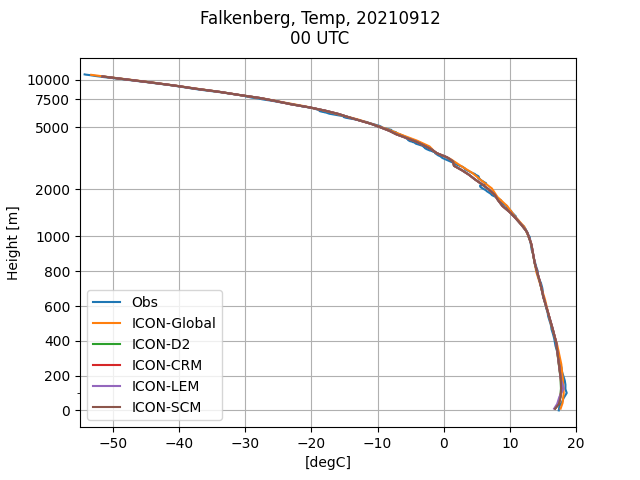 Falkenberg, Temp, 20210912
00 UTC
10000
7500
5000
2000
1000
800
600
400
200
0
Height [m]
Obs
ICON-Global
ICON-D2
ICON-CRM
ICON-LEM
ICON-SCM
−50 −40 −30 −20 −10 0 10 20
[degC]